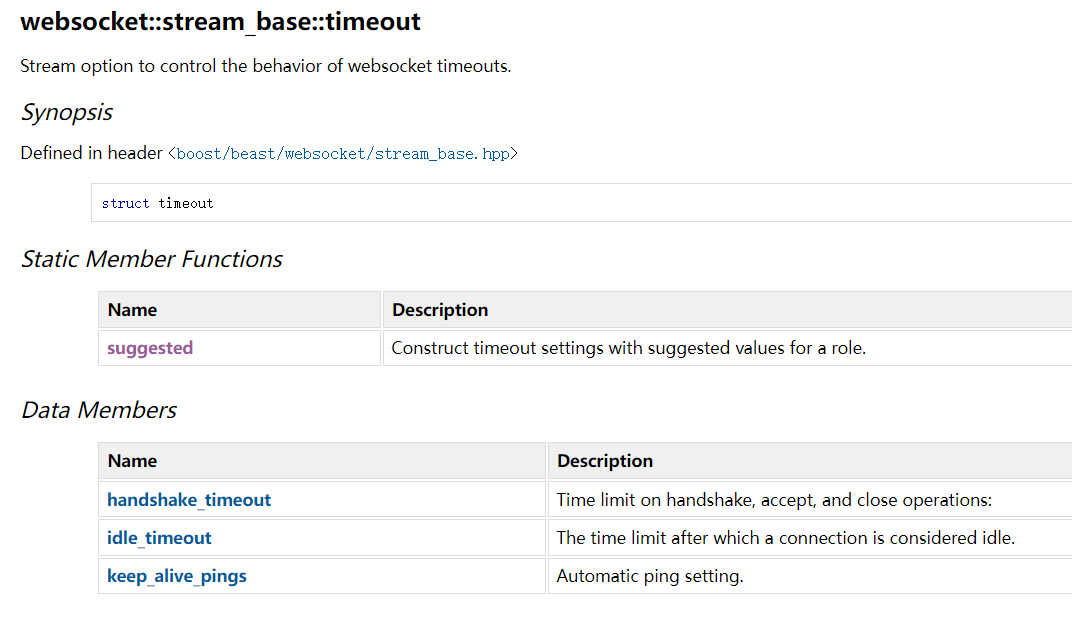 websocket::stream_base::timeout
Stream option to control the behavior of websocket timeouts.
Synopsis
Defined in header <boost/beast/websocket/stream_base.hpp>
struct timeout
Static Member Functions
Name Description
suggested Construct timeout settings with suggested values for a role.
Data Members
Name Description
handshake_timeout Time limit on handshake, accept, and close operations:
idle_timeout The time limit after which a connection is considered idle.
keep_alive_pings Automatic ping setting.